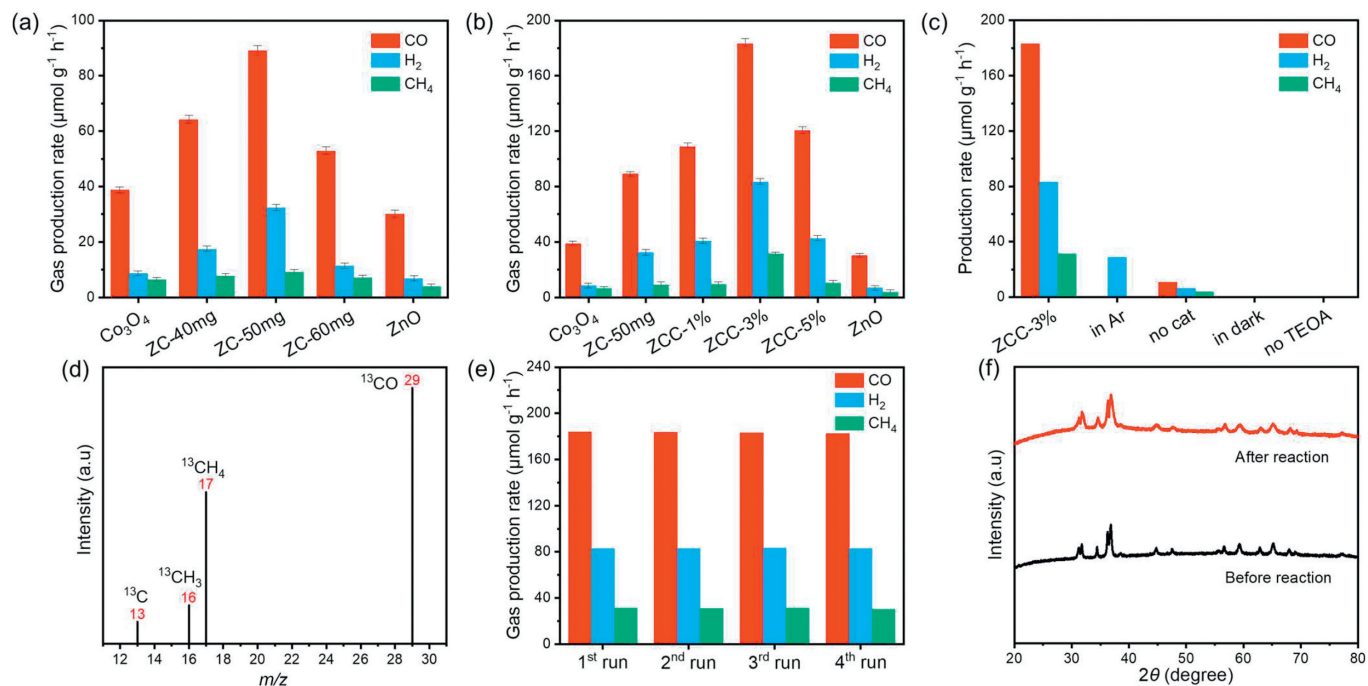 (a)
Gas production rate (μmol g⁻¹ h⁻¹)
100
80
60
40
20
0
CO
H₂
CH₄
Co₃O₄
ZC-40mg
ZC-50mg
ZC-60mg
ZnO
(b)
Gas production rate (μmol g⁻¹ h⁻¹)
200
160
120
80
40
0
CO
H₂
CH₄
Co₃O₄
ZC-50mg
ZCC-1%
ZCC-3%
ZCC-5%
ZnO
(c)
Production rate (μmol g⁻¹ h⁻¹)
200
160
120
80
40
0
CO
H₂
CH₄
ZCC-3%
in Ar
no cat
in dark
no TEOA
(d)
Intensity (a.u)
¹³CO
29
¹³CH₄
17
¹³CH₃
16
¹³C
13
12 14 16 18 20 22 24 26 28 30
m/z
(e)
Gas production rate (μmol g⁻¹ h⁻¹)
240
200
160
120
80
40
0
CO
H₂
CH₄
1ˢᵗ run
2ⁿᵈ run
3ʳᵈ run
4ᵗʰ run
(f)
Intensity (a.u)
After reaction
Before reaction
20 30 40 50 60 70 80
2θ (degree)